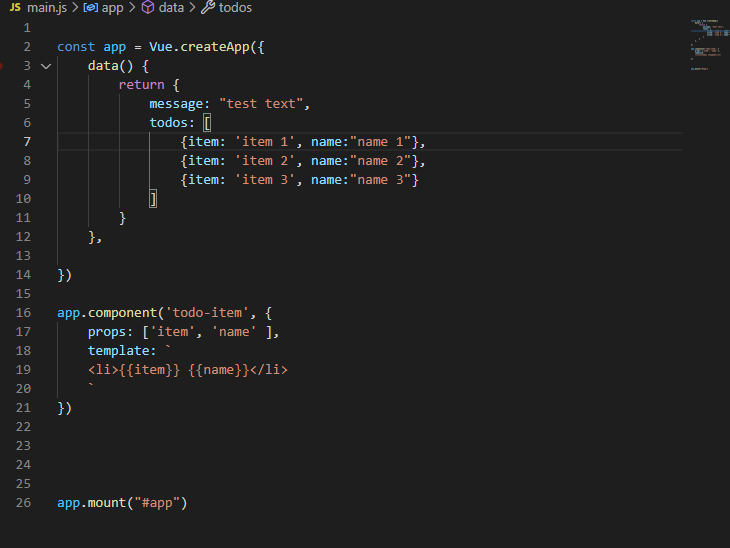 JS main.js > app > data > todos
1
2 const app = Vue.createApp({
3 data() {
4 return {
5 message: "test text",
6 todos: [
7 {item: 'item 1', name:"name 1"},
8 {item: 'item 2', name:"name 2"},
9 {item: 'item 3', name:"name 3"}
10 ]
11 }
12 },
13
14 })
15
16 app.component('todo-item', {
17 props: ['item', 'name' ],
18 template: `
19 <li>{{item}} {{name}}</li>
20 `
21 })
22
23
24
25
26 app.mount("#app")